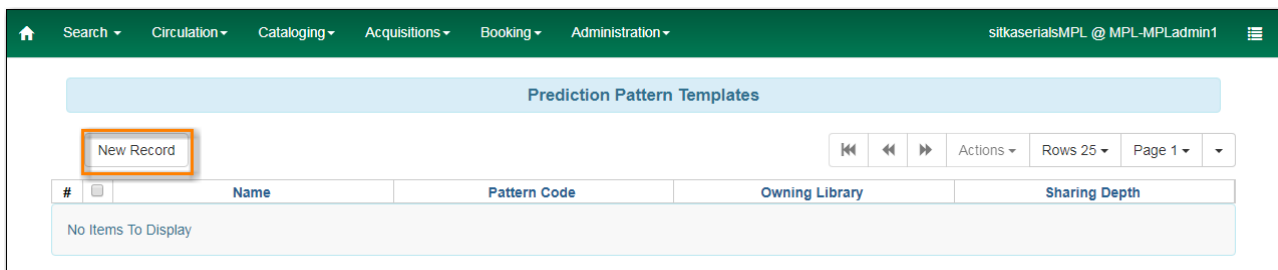 Search Circulation Cataloging Acquisitions Booking Administration sitkaserialsMPL @ MPL-MPLadmin1
Prediction Pattern Templates
New Record Actions Rows 25 Page 1
# Name Pattern Code Owning Library Sharing Depth
No Items To Display